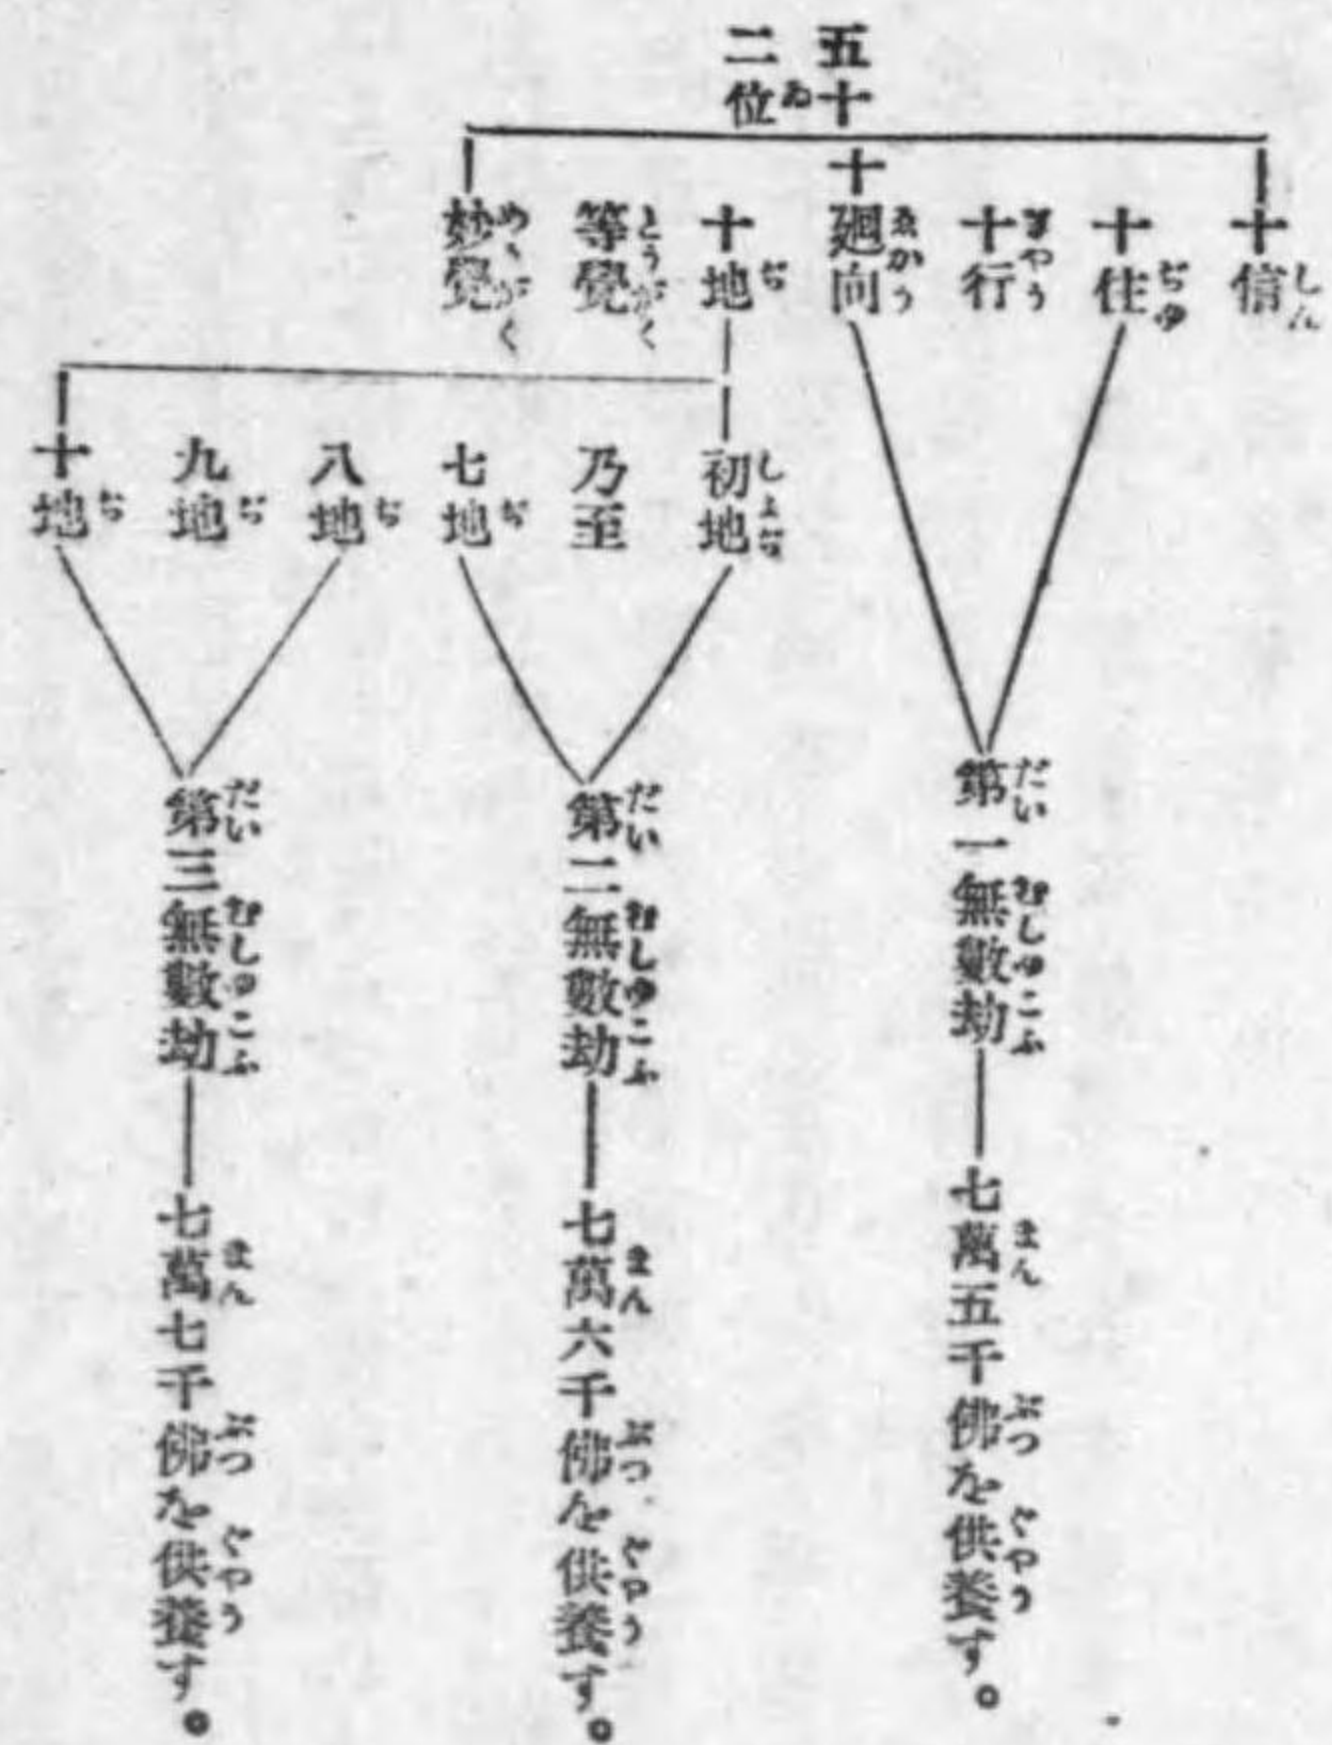 五十
二位
十信
十住
十行
十廻向
十地
等覺
妙覺
初地
乃至
七地
八地
九地
十地
第一無數劫
七萬五千佛を供養す。
第二無數劫
七萬六千佛を供養す。
第三無數劫
七萬七千佛を供養す。